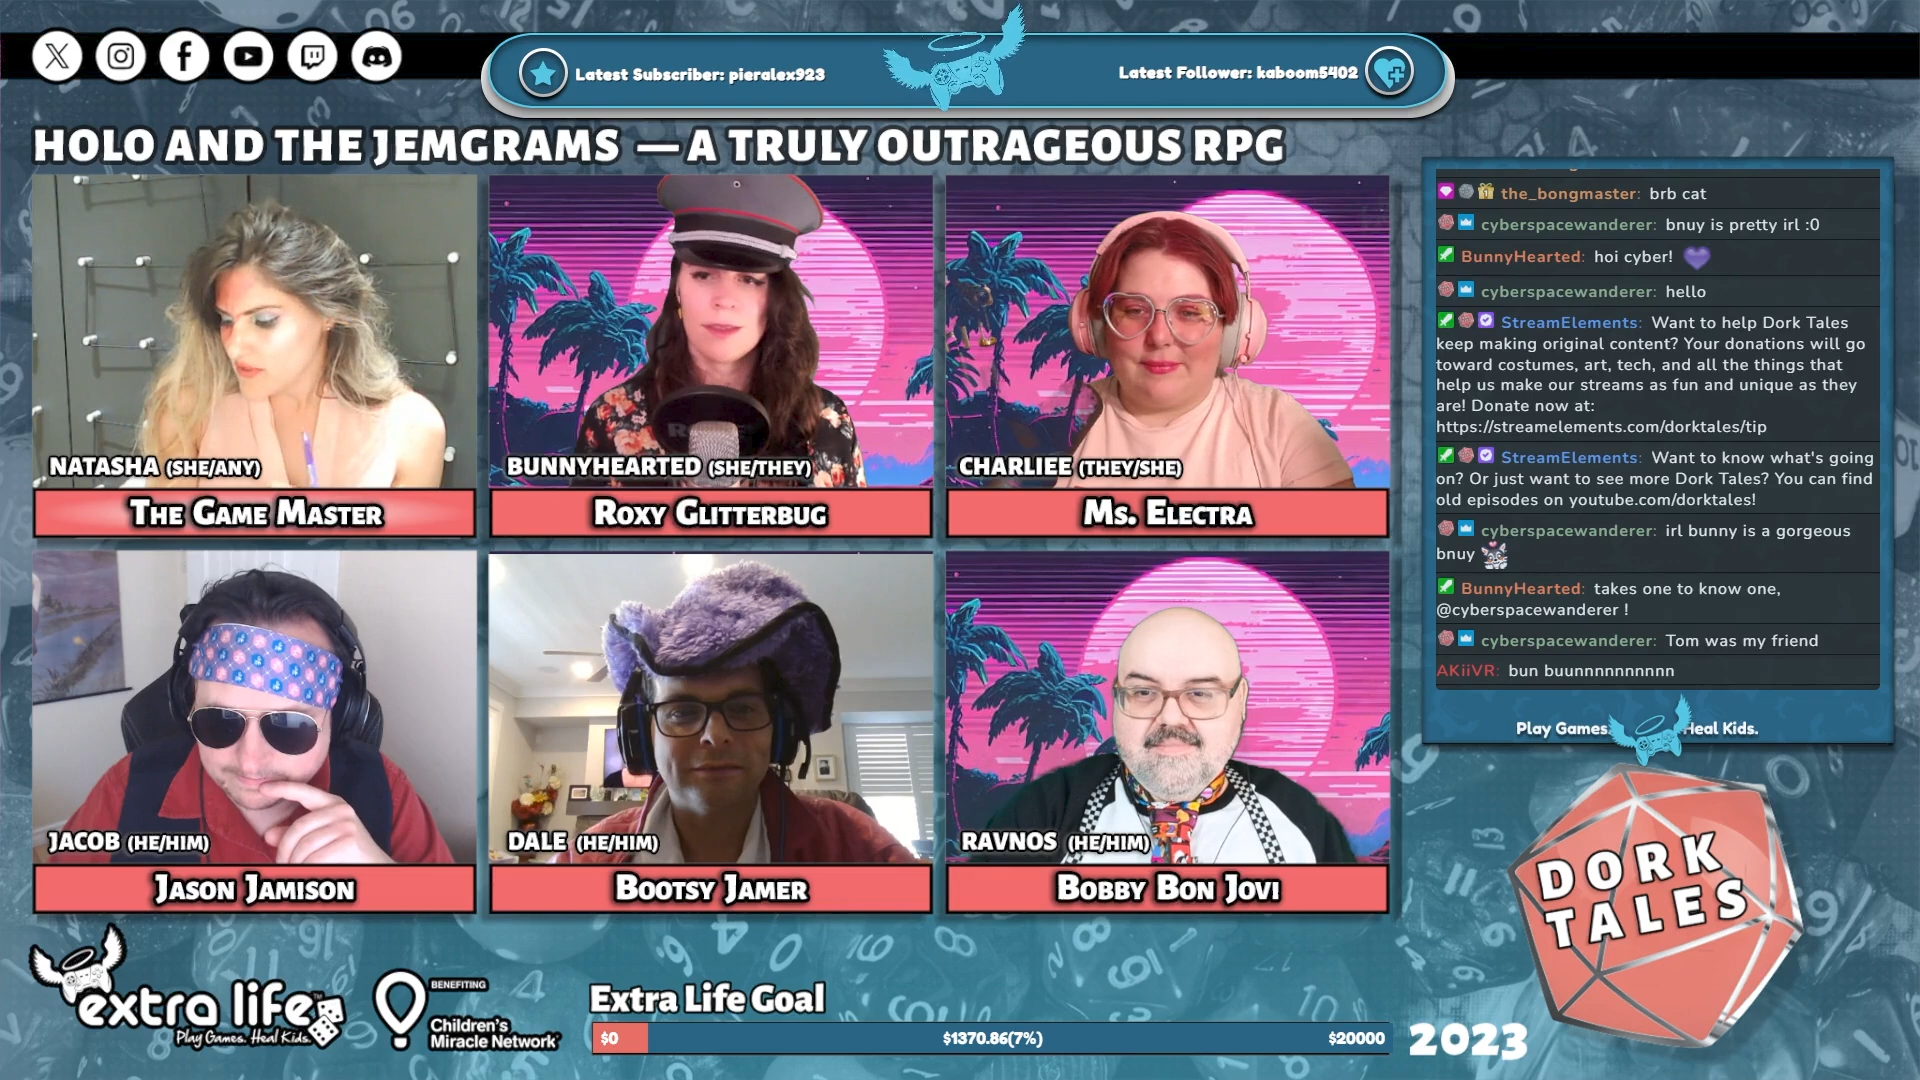 Latest Subscriber: pieralex923
Latest Follower: kaboom5402
HOLO AND THE JEMGRAMS — A TRULY OUTRAGEOUS RPG
NATASHA (SHE/ANY)
THE GAME MASTER
BUNNYHEARTED (SHE/THEY)
ROXY GLITTERBUG
CHARLIEE (THEY/SHE)
MS. ELECTRA
JACOB (HE/HIM)
JASON JAMISON
DALE (HE/HIM)
BOOTSY JAMER
RAVNOS (HE/HIM)
BOBBY BON JOVI
the_bongmaster: brb cat
cyberspacewanderer: bnuy is pretty irl :0
BunnyHearted: hoi cyber!
cyberspacewanderer: hello
StreamElements: Want to help Dork Tales
keep making original content? Your donations will go
toward costumes, art, tech, and all the things that
help us make our streams as fun and unique as they
are! Donate now at:
https://streamelements.com/dorktales/tip
StreamElements: Want to know what's going
on? Or just want to see more Dork Tales? You can find
old episodes on youtube.com/dorktales!
cyberspacewanderer: irl bunny is a gorgeous
bnuy
BunnyHearted: takes one to know one,
@cyberspacewanderer !
cyberspacewanderer: Tom was my friend
AKiiVR: bun buunnnnnnnnnn
Play Games. Heal Kids.
DORK
TALES
extra life
Play Games. Heal Kids.
BENEFITING
Children's
Miracle Network
Extra Life Goal
$0
$1370.86(7%)
$20000
2023